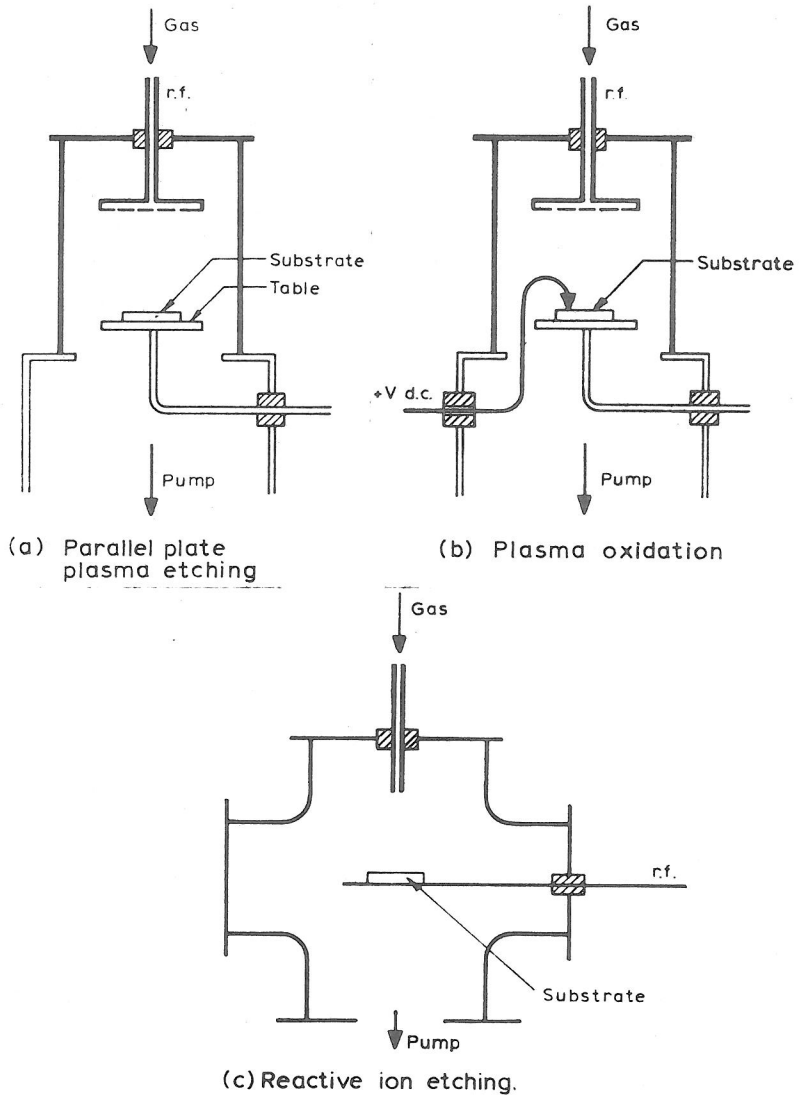 Gas
r.f.
Substrate
Table
Pump
(a) Parallel plate
plasma etching
Gas
Substrate
+V d.c.
Pump
(b) Plasma oxidation
Gas
r.f.
Substrate
Pump
(c) Reactive ion etching.